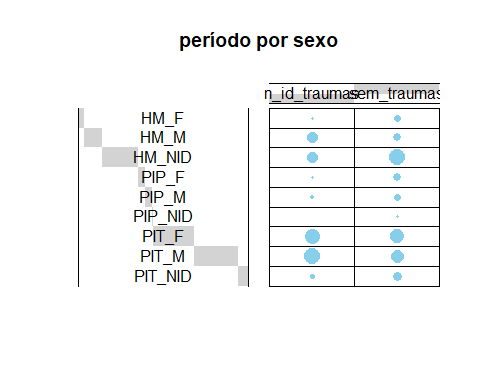 período por sexo
n_id_traumas sem_traumas
HM_F
HM_M
HM_NID
PIP_F
PIP_M
PIP_NID
PIT_F
PIT_M
PIT_NID